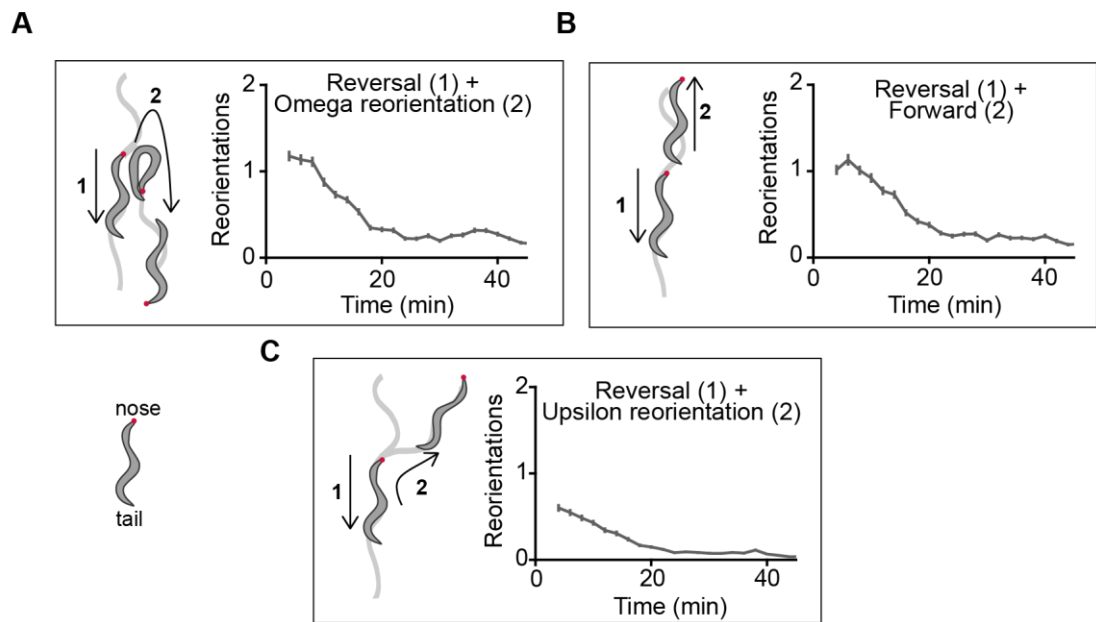 A
2
1
Reversal (1) +
Omega reorientation (2)
Reorientations
2
1
0
0
20
40
Time (min)
B
2
1
Reversal (1) +
Forward (2)
Reorientations
2
1
0
0
20
40
Time (min)
nose
tail
C
1
2
Reversal (1) +
Upsilon reorientation (2)
Reorientations
2
1
0
0
20
40
Time (min)